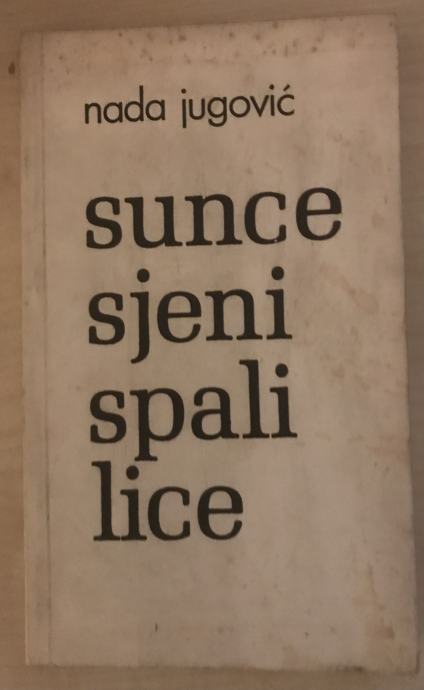 nada jugović
sunce
sjeni
spali
lice